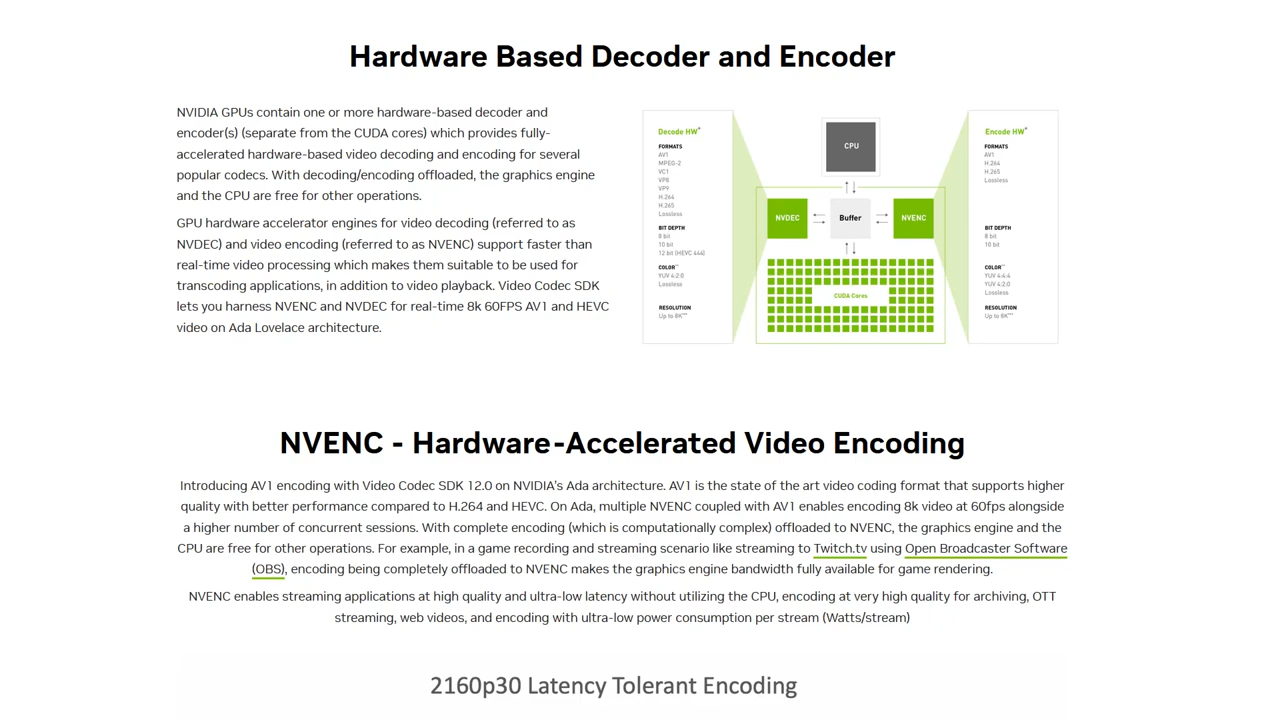 Hardware Based Decoder and Encoder
NVIDIA GPUs contain one or more hardware-based decoder and
encoder(s) (separate from the CUDA cores) which provides fully-
accelerated hardware-based video decoding and encoding for several
popular codecs. With decoding/encoding offloaded, the graphics engine
and the CPU are free for other operations.
GPU hardware accelerator engines for video decoding (referred to as
NVDEC) and video encoding (referred to as NVENC) support faster than
real-time video processing which makes them suitable to be used for
transcoding applications, in addition to video playback. Video Codec SDK
lets you harness NVENC and NVDEC for real-time 8k 60FPS AV1 and HEVC
video on Ada Lovelace architecture.
Decode HW*
FORMATS
AV1
MPEG-2
VC1
VP8
VP9
H.264
H.265
Lossless
BIT DEPTH
8 bit
10 bit
12 bit (HEVC 444)
COLOR**
YUV 4:2:0
Lossless
RESOLUTION
Up to 8K***
CPU
NVDEC
Buffer
NVENC
CUDA Cores
Encode HW*
FORMATS
AV1
H.264
H.265
Lossless
BIT DEPTH
8 bit
10 bit
COLOR**
YUV 4:4:4
YUV 4:2:0
Lossless
RESOLUTION
Up to 8K***
NVENC - Hardware-Accelerated Video Encoding
Introducing AV1 encoding with Video Codec SDK 12.0 on NVIDIA's Ada architecture. AV1 is the state of the art video coding format that supports higher
quality with better performance compared to H.264 and HEVC. On Ada, multiple NVENC coupled with AV1 enables encoding 8k video at 60fps alongside
a higher number of concurrent sessions. With complete encoding (which is computationally complex) offloaded to NVENC, the graphics engine and the
CPU are free for other operations. For example, in a game recording and streaming scenario like streaming to Twitch.tv using Open Broadcaster Software
(OBS), encoding being completely offloaded to NVENC makes the graphics engine bandwidth fully available for game rendering.
NVENC enables streaming applications at high quality and ultra-low latency without utilizing the CPU, encoding at very high quality for archiving, OTT
streaming, web videos, and encoding with ultra-low power consumption per stream (Watts/stream)
2160p30 Latency Tolerant Encoding